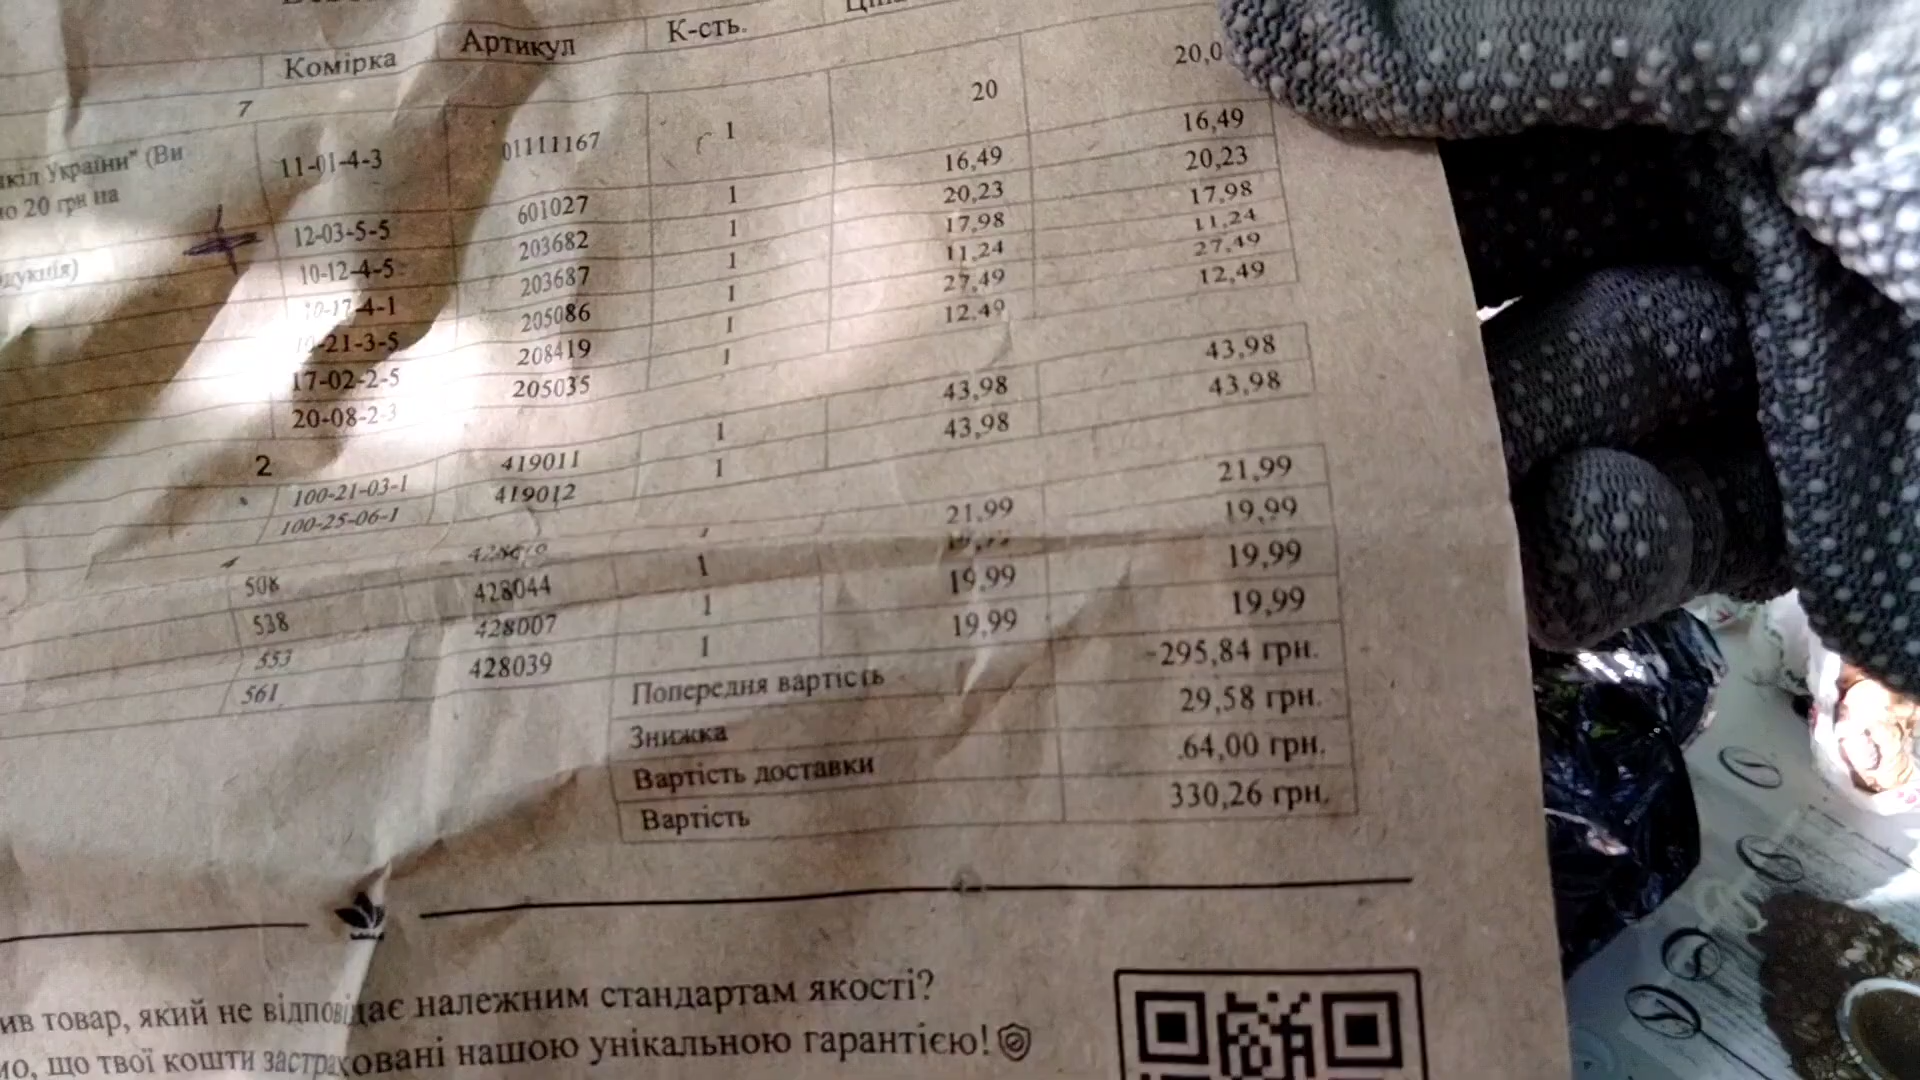 Комірка Артикул К-сть.
7
11-01-4-3 01111167 1 20 20,0
України" (Ви
20 грн на
12-03-5-5 601027 1 16,49 16,49
10-12-4-5 203682 1 20,23 20,23
10-17-4-1 203687 1 17,98 17,98
21-3-5 205086 1 11,24 11,24
17-02-2-5 208419 1 27,49 27,49
20-08-2-3 205035 1 12,49 12,49
2
100-21-03-1 419011 1 43,98 43,98
100-25-06-1 419012 1 43,98 43,98
508 21,99 21,99
538 428044 1 19,99
553 428007 1 19,99 19,99
561 428039 1 19,99 19,99
Попередня вартість 295,84 грн.
Знижка 29,58 грн.
Вартість доставки 64,00 грн.
Вартість 330,26 грн.
ив товар, який не відповідає належним стандартам якості?
мо, що твої кошти застраховані нашою унікальною гарантією!